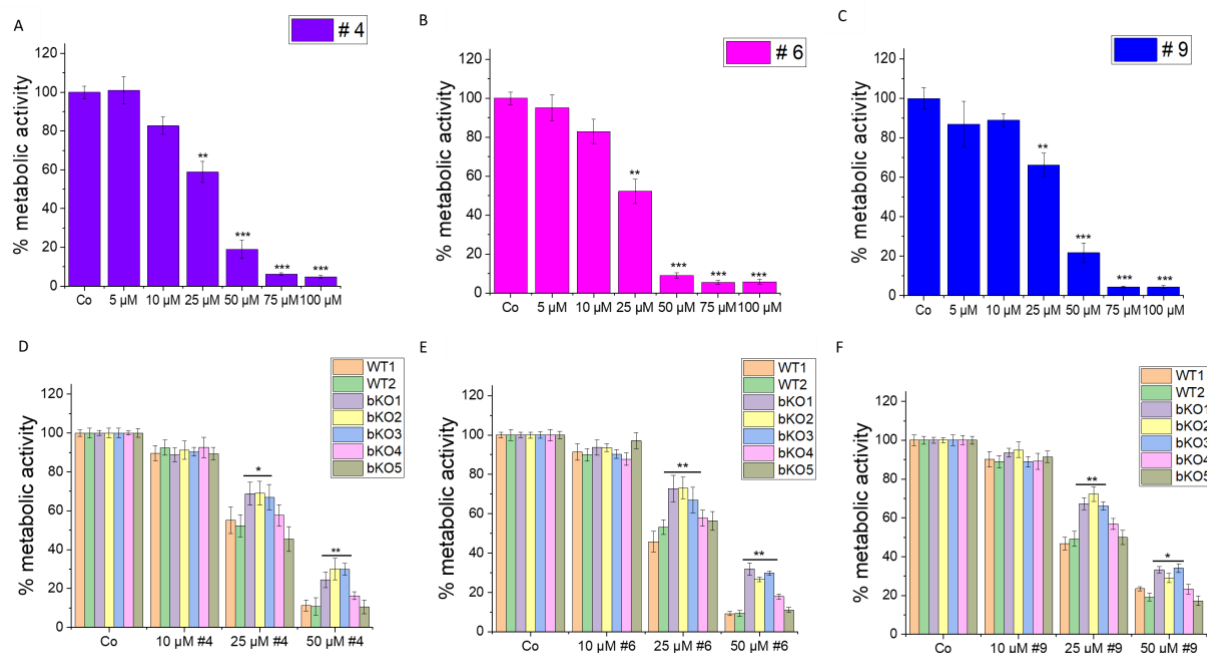 A
# 4
% metabolic activity
120
100
80
60
40
20
0
**
***
***
***
Co 5 µM 10 µM 25 µM 50 µM 75 µM 100 µM
B
# 6
% metabolic activity
120
100
80
60
40
20
0
**
***
***
***
Co 5 µM 10 µM 25 µM 50 µM 75 µM 100 µM
C
# 9
% metabolic activity
120
100
80
60
40
20
0
**
***
***
***
Co 5 µM 10 µM 25 µM 50 µM 75 µM 100 µM
D
WT1
WT2
bKO1
bKO2
bKO3
bKO4
bKO5
% metabolic activity
120
100
80
60
40
20
0
*
**
Co 10 µM #4 25 µM #4 50 µM #4
E
WT1
WT2
bKO1
bKO2
bKO3
bKO4
bKO5
% metabolic activity
120
100
80
60
40
20
0
**
**
Co 10 µM #6 25 µM #6 50 µM #6
F
WT1
WT2
bKO1
bKO2
bKO3
bKO4
bKO5
% metabolic activity
120
100
80
60
40
20
0
**
*
Co 10 µM #9 25 µM #9 50 µM #9